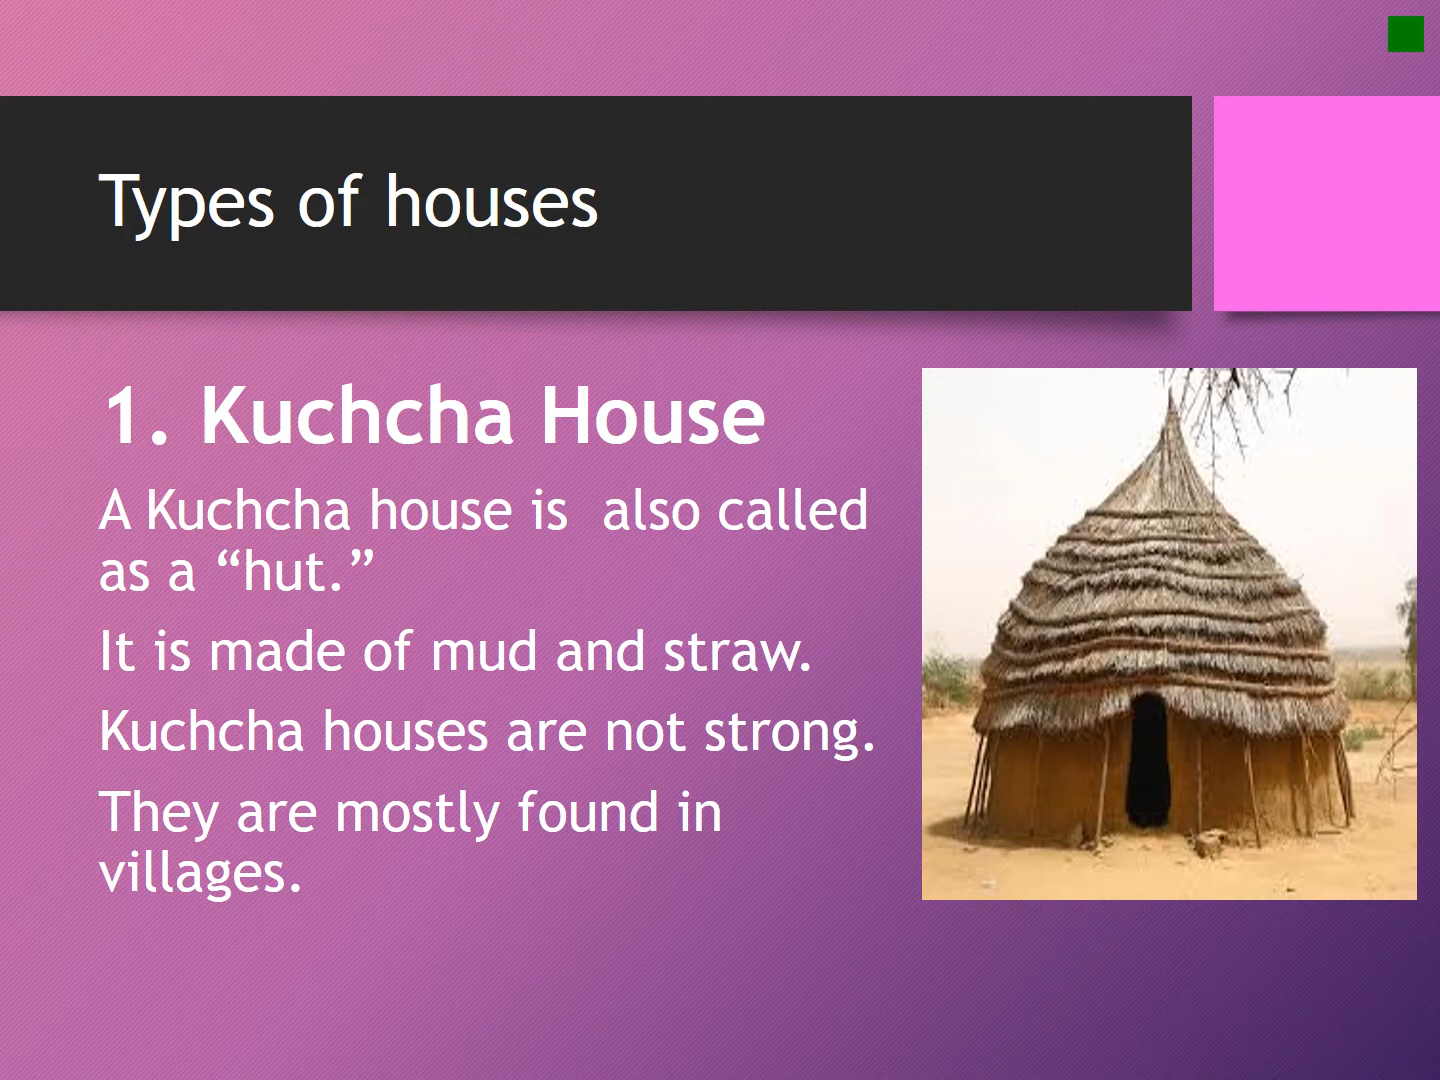 Types of houses
1. Kuchcha House
A Kuchcha house is  also called
as a “hut.”
It is made of mud and straw.
Kuchcha houses are not strong.
They are mostly found in
villages.